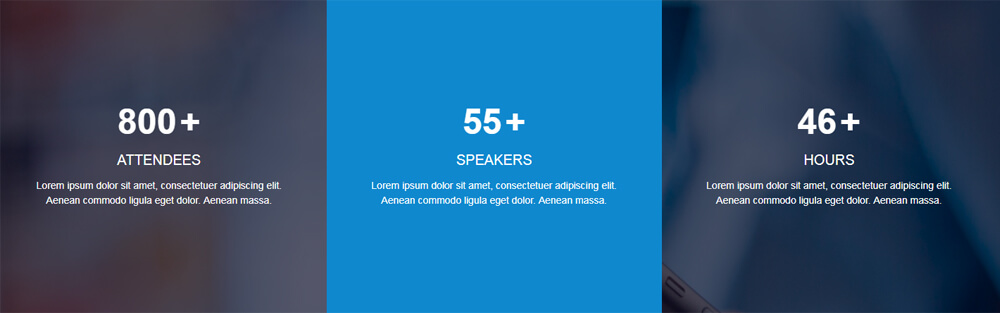 800+
ATTENDEES
Lorem ipsum dolor sit amet, consectetuer adipiscing elit.
Aenean commodo ligula eget dolor. Aenean massa.
55+
SPEAKERS
Lorem ipsum dolor sit amet, consectetuer adipiscing elit.
Aenean commodo ligula eget dolor. Aenean massa.
46+
HOURS
Lorem ipsum dolor sit amet, consectetuer adipiscing elit.
Aenean commodo ligula eget dolor. Aenean massa.